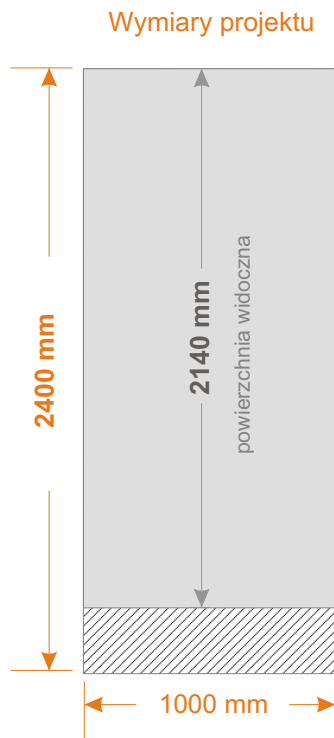 Wymiary projektu
2400 mm
2140 mm
powierzchnia widoczna
1000 mm